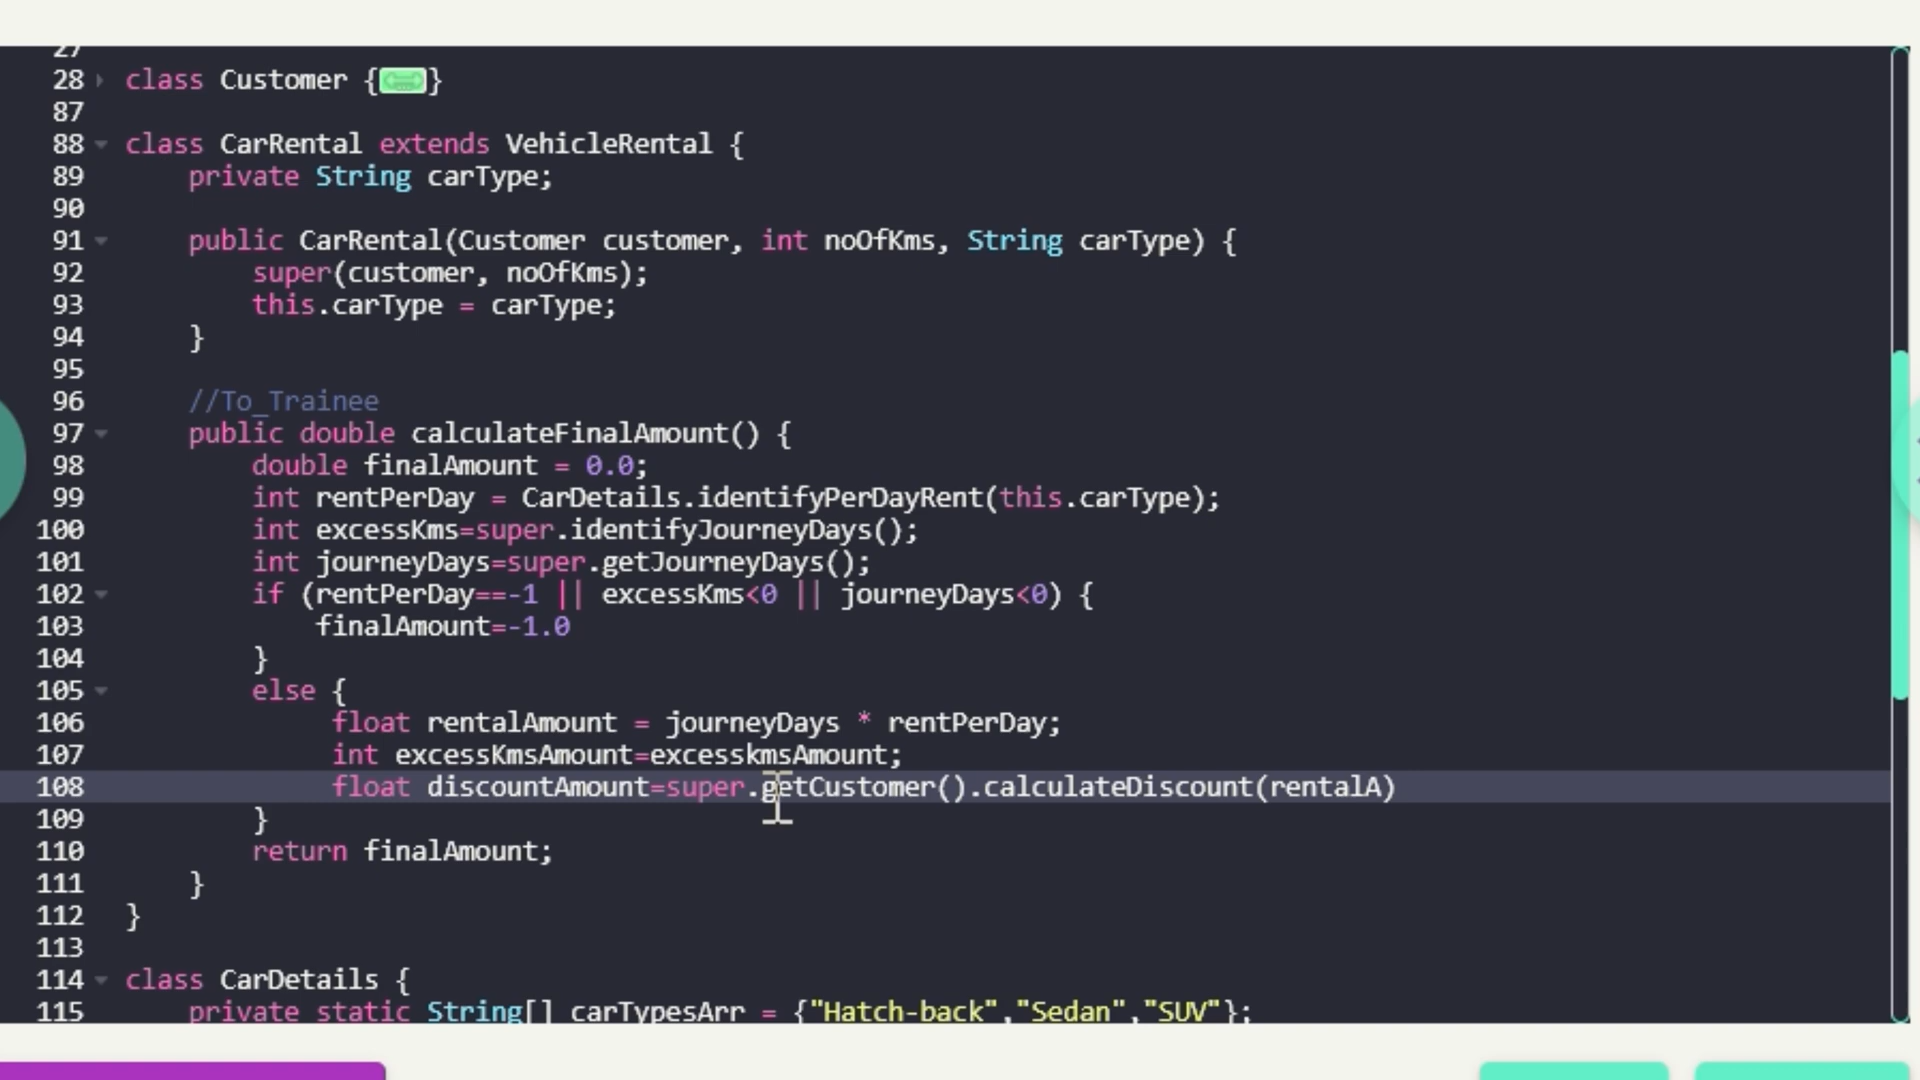 27
28 class Customer {}
87
88 class CarRental extends VehicleRental {
89 private String carType;
90
91 public CarRental(Customer customer, int noOfKms, String carType) {
92 super(customer, noOfKms);
93 this.carType = carType;
94 }
95
96 //To_Trainee
97 public double calculateFinalAmount() {
98 double finalAmount = 0.0;
99 int rentPerDay = CarDetails.identifyPerDayRent(this.carType);
100 int excessKms=super.identifyJourneyDays();
101 int journeyDays=super.getJourneyDays();
102 if (rentPerDay==-1 || excessKms<0 || journeyDays<0) {
103 finalAmount=-1.0
104 }
105 else {
106 float rentalAmount = journeyDays * rentPerDay;
107 int excessKmsAmount=excesskmsAmount;
108 float discountAmount=super.getCustomer().calculateDiscount(rentalA)
109 }
110 return finalAmount;
111 }
112 }
113
114 class CarDetails {
115 private static String[] carTypesArr = {"Hatch-back","Sedan","SUV"};